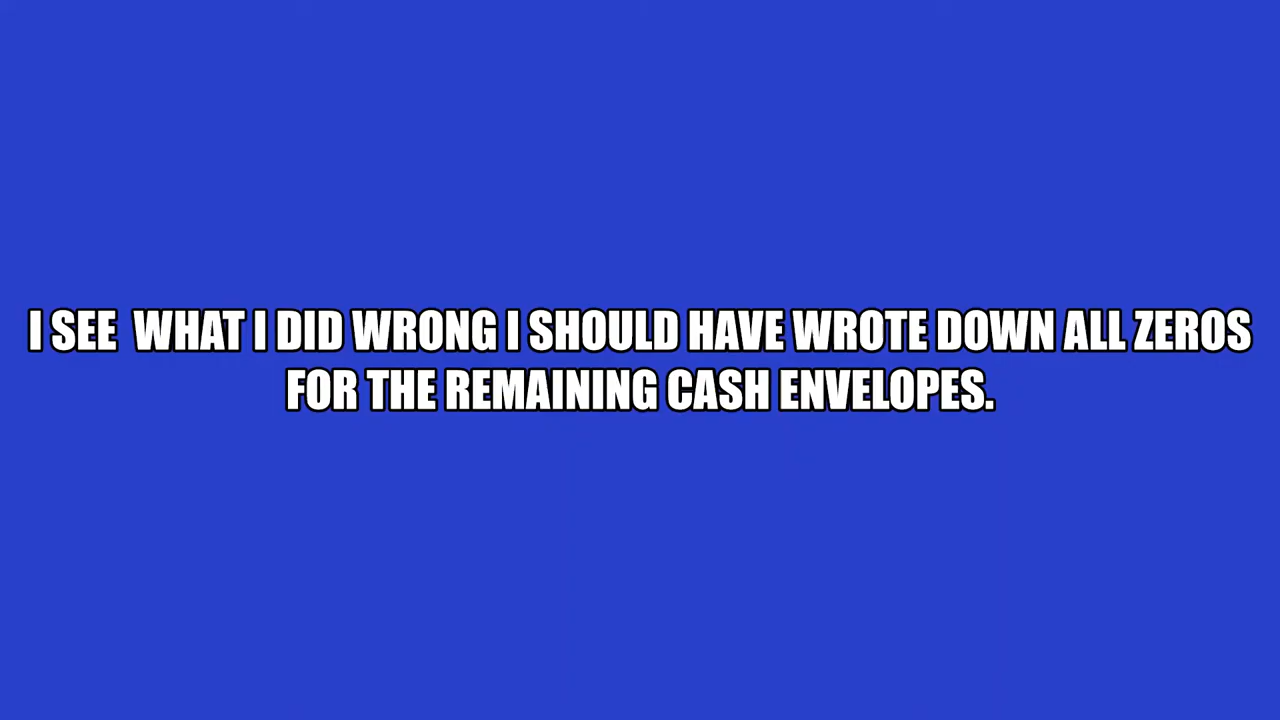 I SEE  WHAT I DID WRONG I SHOULD HAVE WROTE DOWN ALL ZEROS
FOR THE REMAINING CASH ENVELOPES.